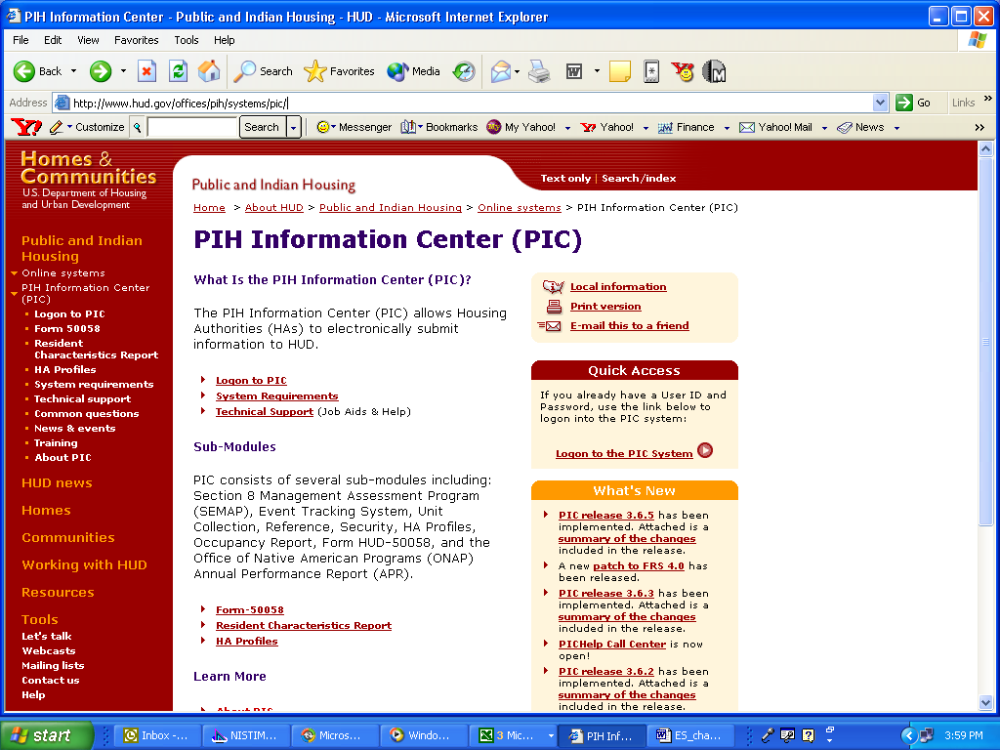 PIH Information Center - Public and Indian Housing - HUD - Microsoft Internet Explorer
File Edit View Favorites Tools Help
Back Search Favorites Media
Address http://www.hud.gov/offices/pih/systems/pic/ Go Links »
Y! Customize Search Messenger Bookmarks My Yahoo! Yahoo! Finance Yahoo! Mail News »
Homes &
Communities
U.S. Department of Housing
and Urban Development
Public and Indian
Housing
Online systems
PIH Information Center
(PIC)
Logon to PIC
Form 50058
Resident
Characteristics Report
HA Profiles
System requirements
Technical support
Common questions
News & events
Training
About PIC
HUD news
Homes
Communities
Working with HUD
Resources
Tools
Let's talk
Webcasts
Mailing lists
Contact us
Help
Public and Indian Housing
Text only | Search/index
Home > About HUD > Public and Indian Housing > Online systems > PIH Information Center (PIC)
PIH Information Center (PIC)
What Is the PIH Information Center (PIC)?
The PIH Information Center (PIC) allows Housing
Authorities (HAs) to electronically submit
information to HUD.
Logon to PIC
System Requirements
Technical Support (Job Aids & Help)
Sub-Modules
PIC consists of several sub-modules including:
Section 8 Management Assessment Program
(SEMAP), Event Tracking System, Unit
Collection, Reference, Security, HA Profiles,
Occupancy Report, Form HUD-50058, and the
Office of Native American Programs (ONAP)
Annual Performance Report (APR).
Form-50058
Resident Characteristics Report
HA Profiles
Learn More
About PIC
Local information
Print version
E-mail this to a friend
Quick Access
If you already have a User ID and
Password, use the link below to
logon into the PIC system:
Logon to the PIC System
What's New
PIC release 3.6.5 has been
implemented. Attached is a
summary of the changes
included in the release.
A new patch to FRS 4.0 has
been released.
PIC release 3.6.3 has been
implemented. Attached is a
summary of the changes
included in the release.
PICHelp Call Center is now
open!
PIC release 3.6.2 has been
implemented. Attached is a
summary of the changes
included in the release.
start Inbox -... NISTIM... Micros... Windo... 3 Mic... PIH Inf... ES_cha... 3:59 PM